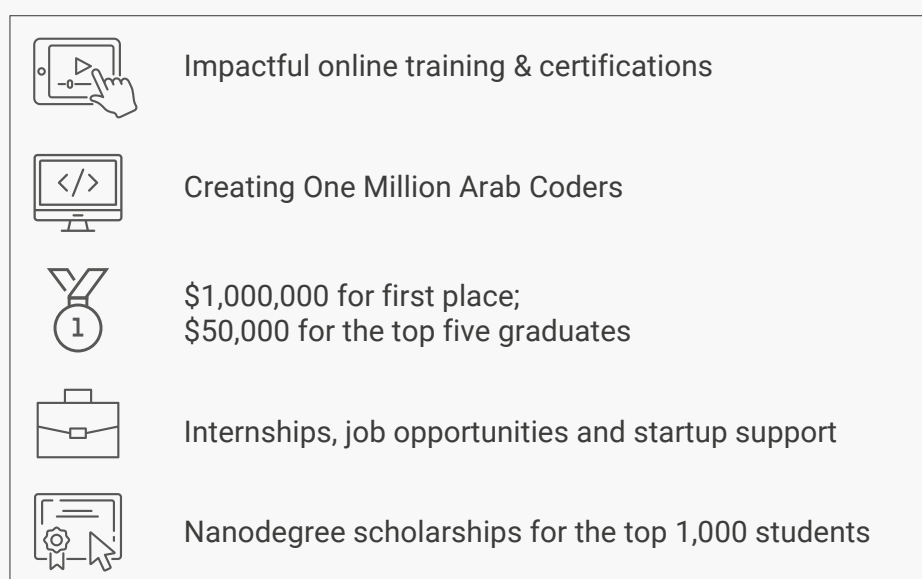 Impactful online training & certifications
</>
Creating One Million Arab Coders
$1,000,000 for first place;
$50,000 for the top five graduates
1
Internships, job opportunities and startup support
Nanodegree scholarships for the top 1,000 students